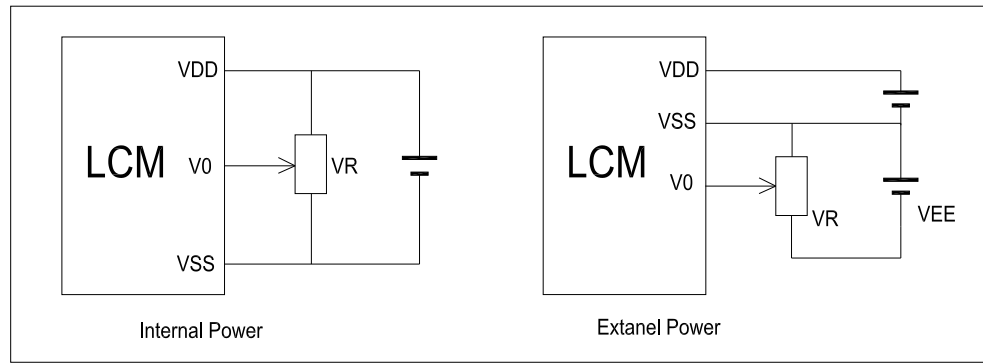 VDD
LCM
V0
VR
VSS
Internal Power
VDD
VSS
LCM
V0
VR
VEE
Extanel Power